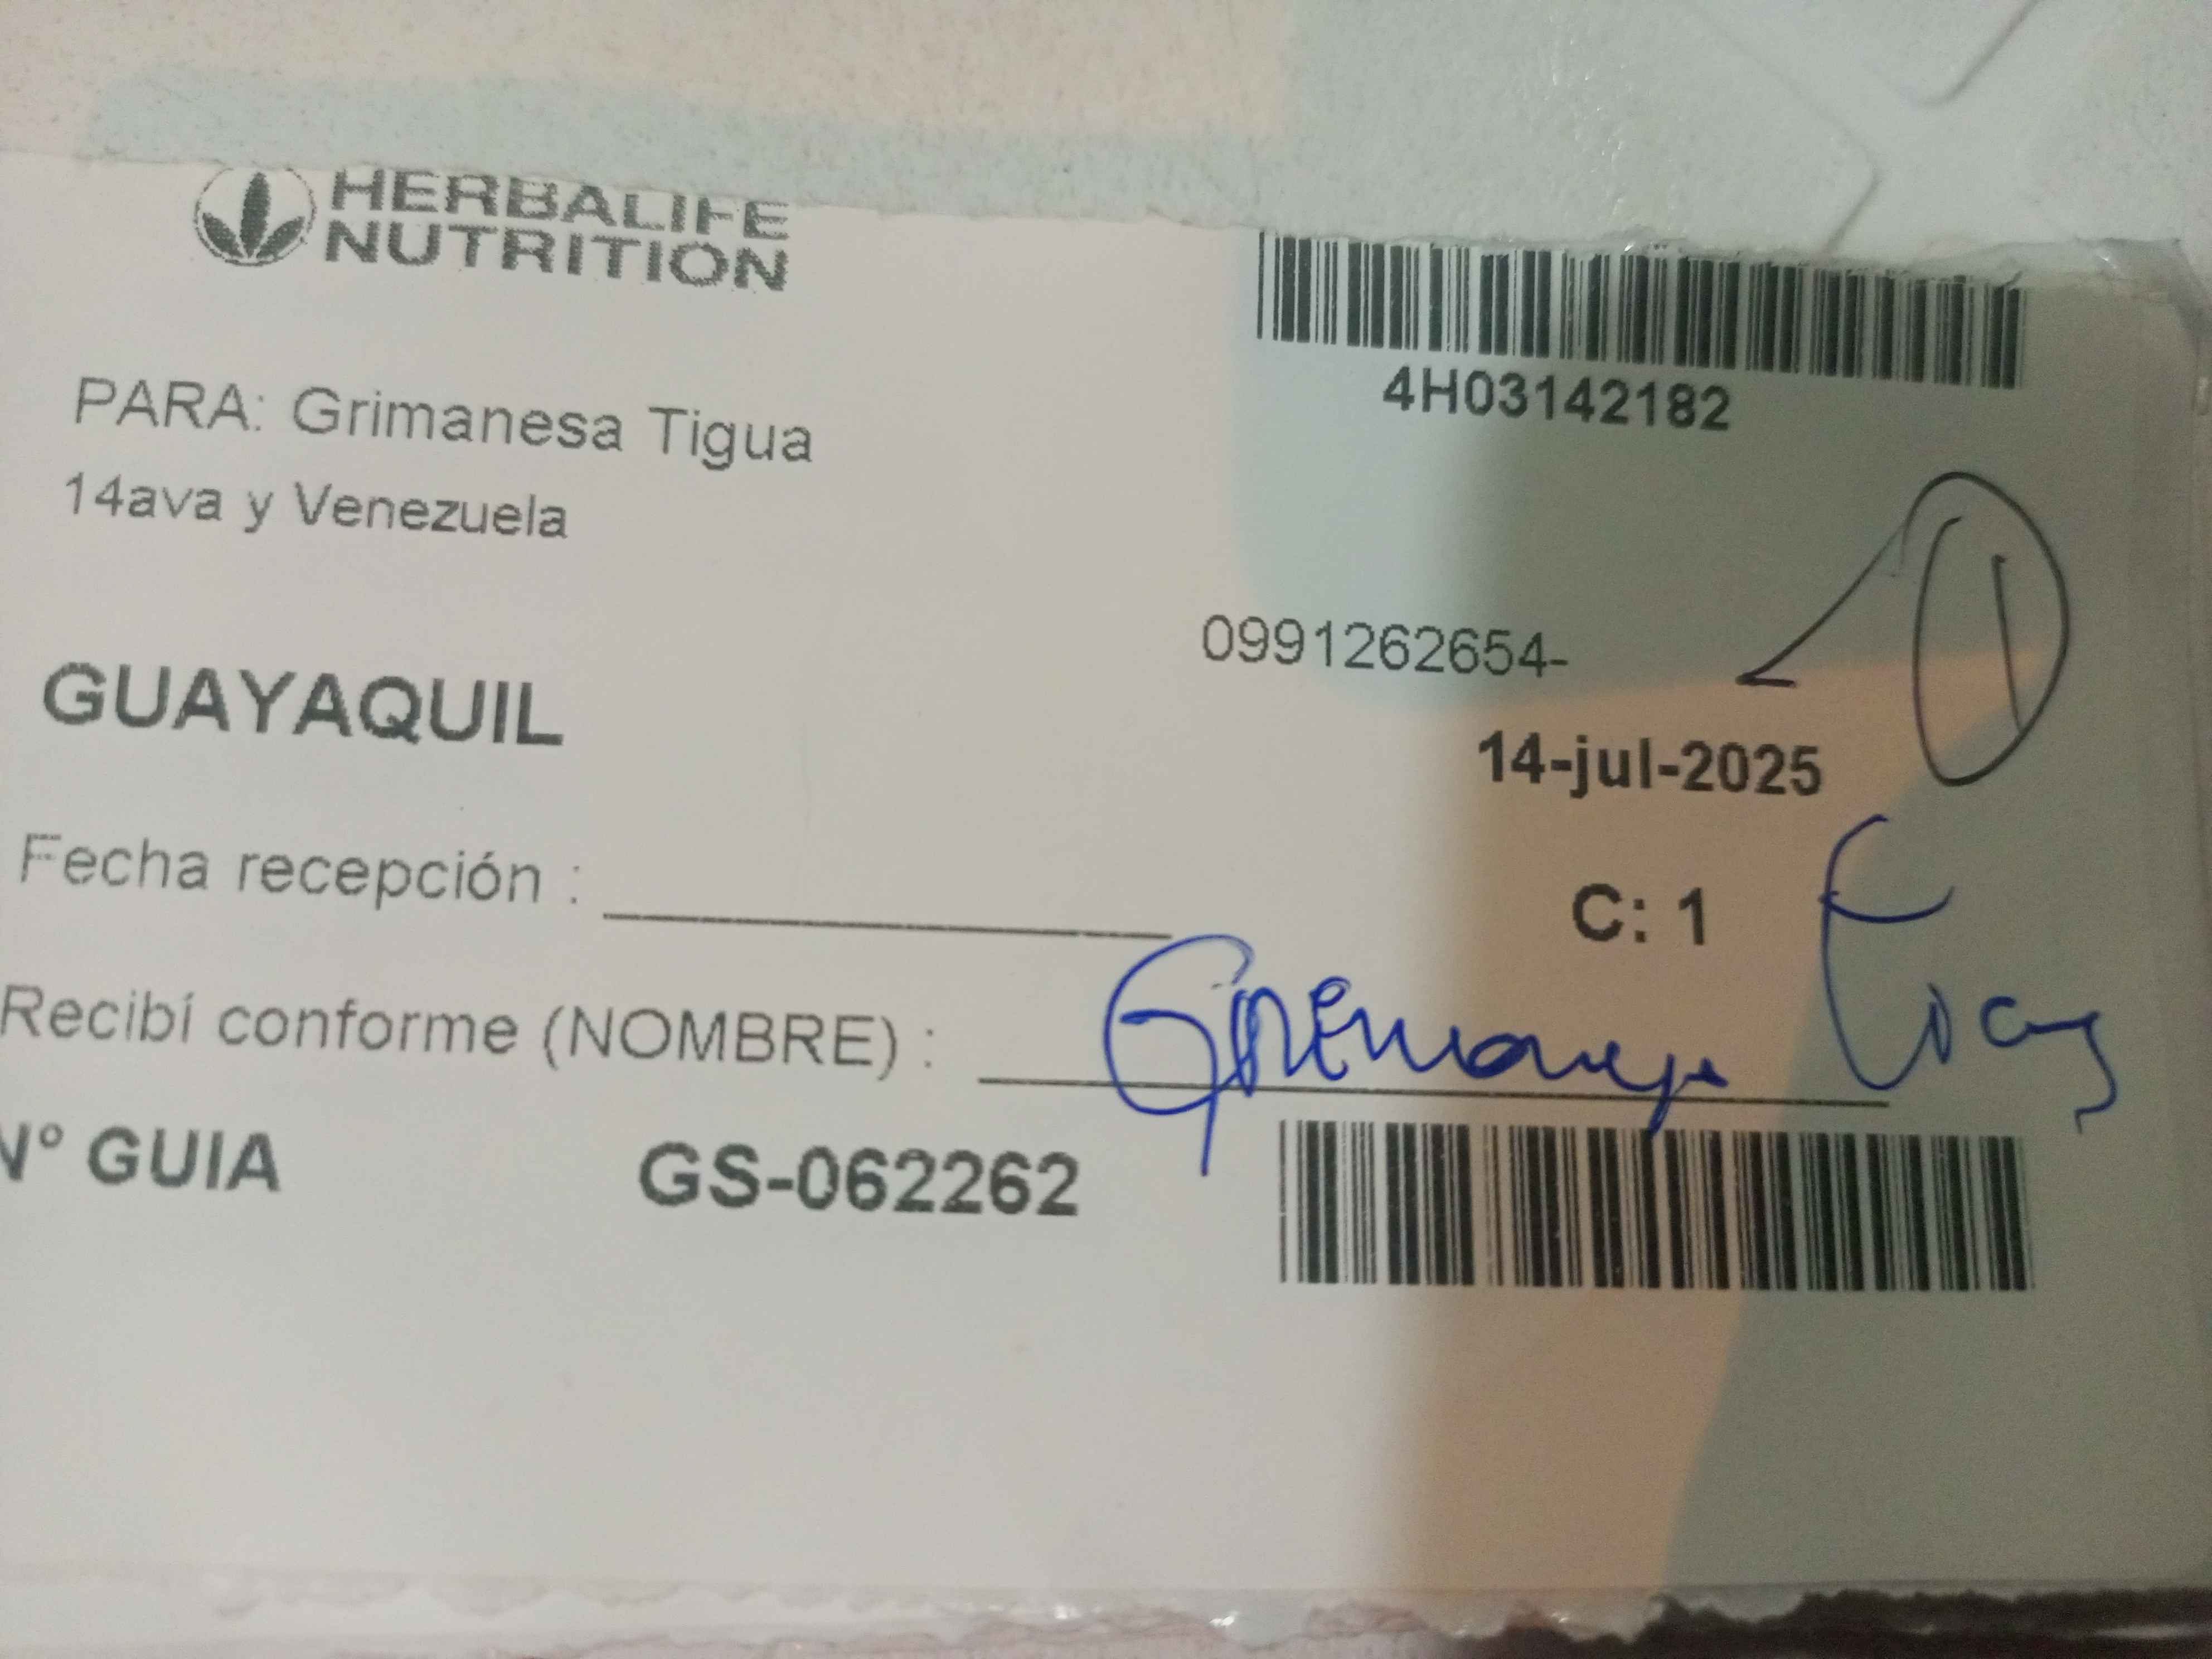 HERBALIFE
NUTRITION
4H03142182
PARA: Grimanesa Tigua
14ava y Venezuela
0991262654-
1
GUAYAQUIL
14-jul-2025
Fecha recepción :
C: 1
Recibí conforme (NOMBRE) :
N° GUIA GS-062262